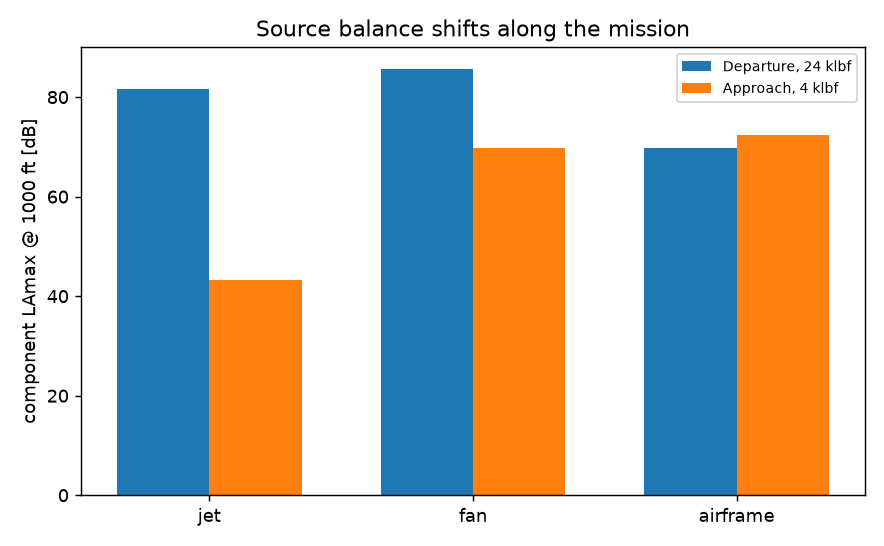 Source balance shifts along the mission
component LAmax @ 1000 ft [dB]
80
60
40
20
0
Departure, 24 klbf
Approach, 4 klbf
jet
fan
airframe